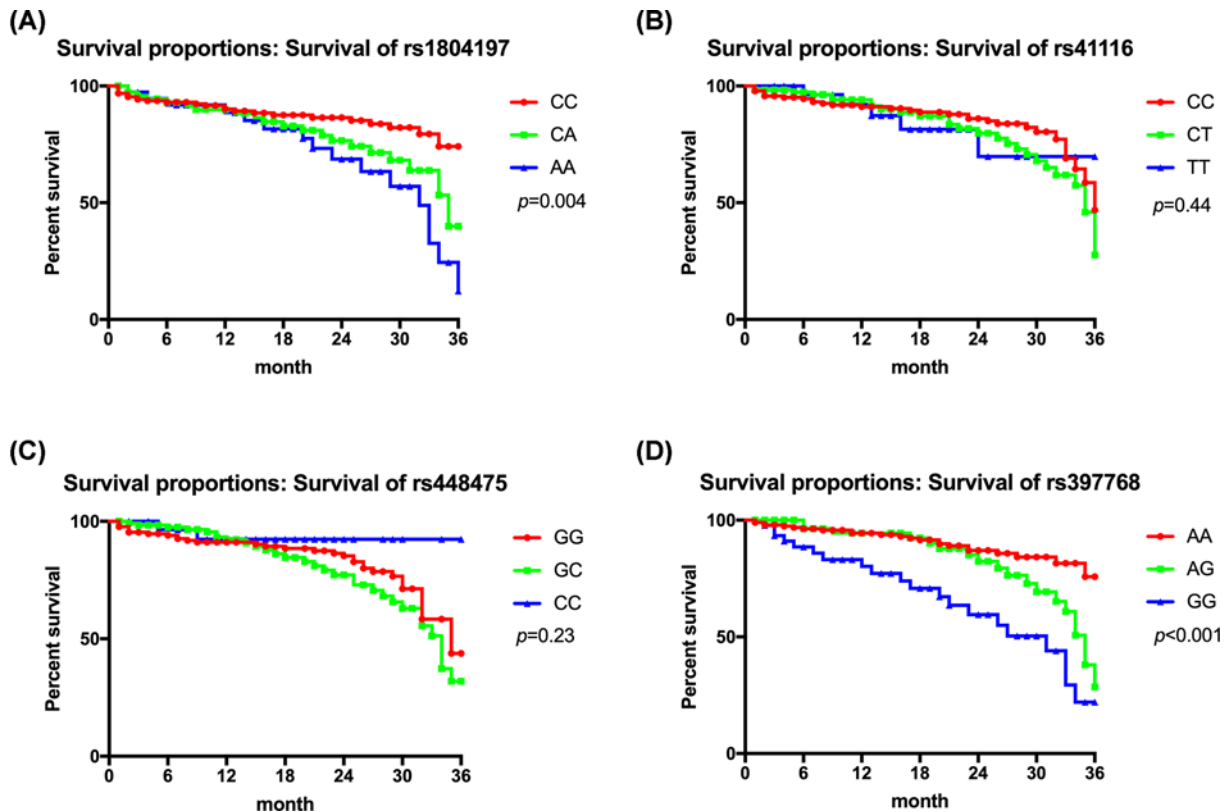 (A)
Survival proportions: Survival of rs1804197
100
50
0
Percent survival
0 6 12 18 24 30 36
month
CC
CA
AA
p=0.004
(B)
Survival proportions: Survival of rs41116
100
50
0
Percent survival
0 6 12 18 24 30 36
month
CC
CT
TT
p=0.44
(C)
Survival proportions: Survival of rs448475
100
50
0
Percent survival
0 6 12 18 24 30 36
month
GG
GC
CC
p=0.23
(D)
Survival proportions: Survival of rs397768
100
50
0
Percent survival
0 6 12 18 24 30 36
month
AA
AG
GG
p<0.001